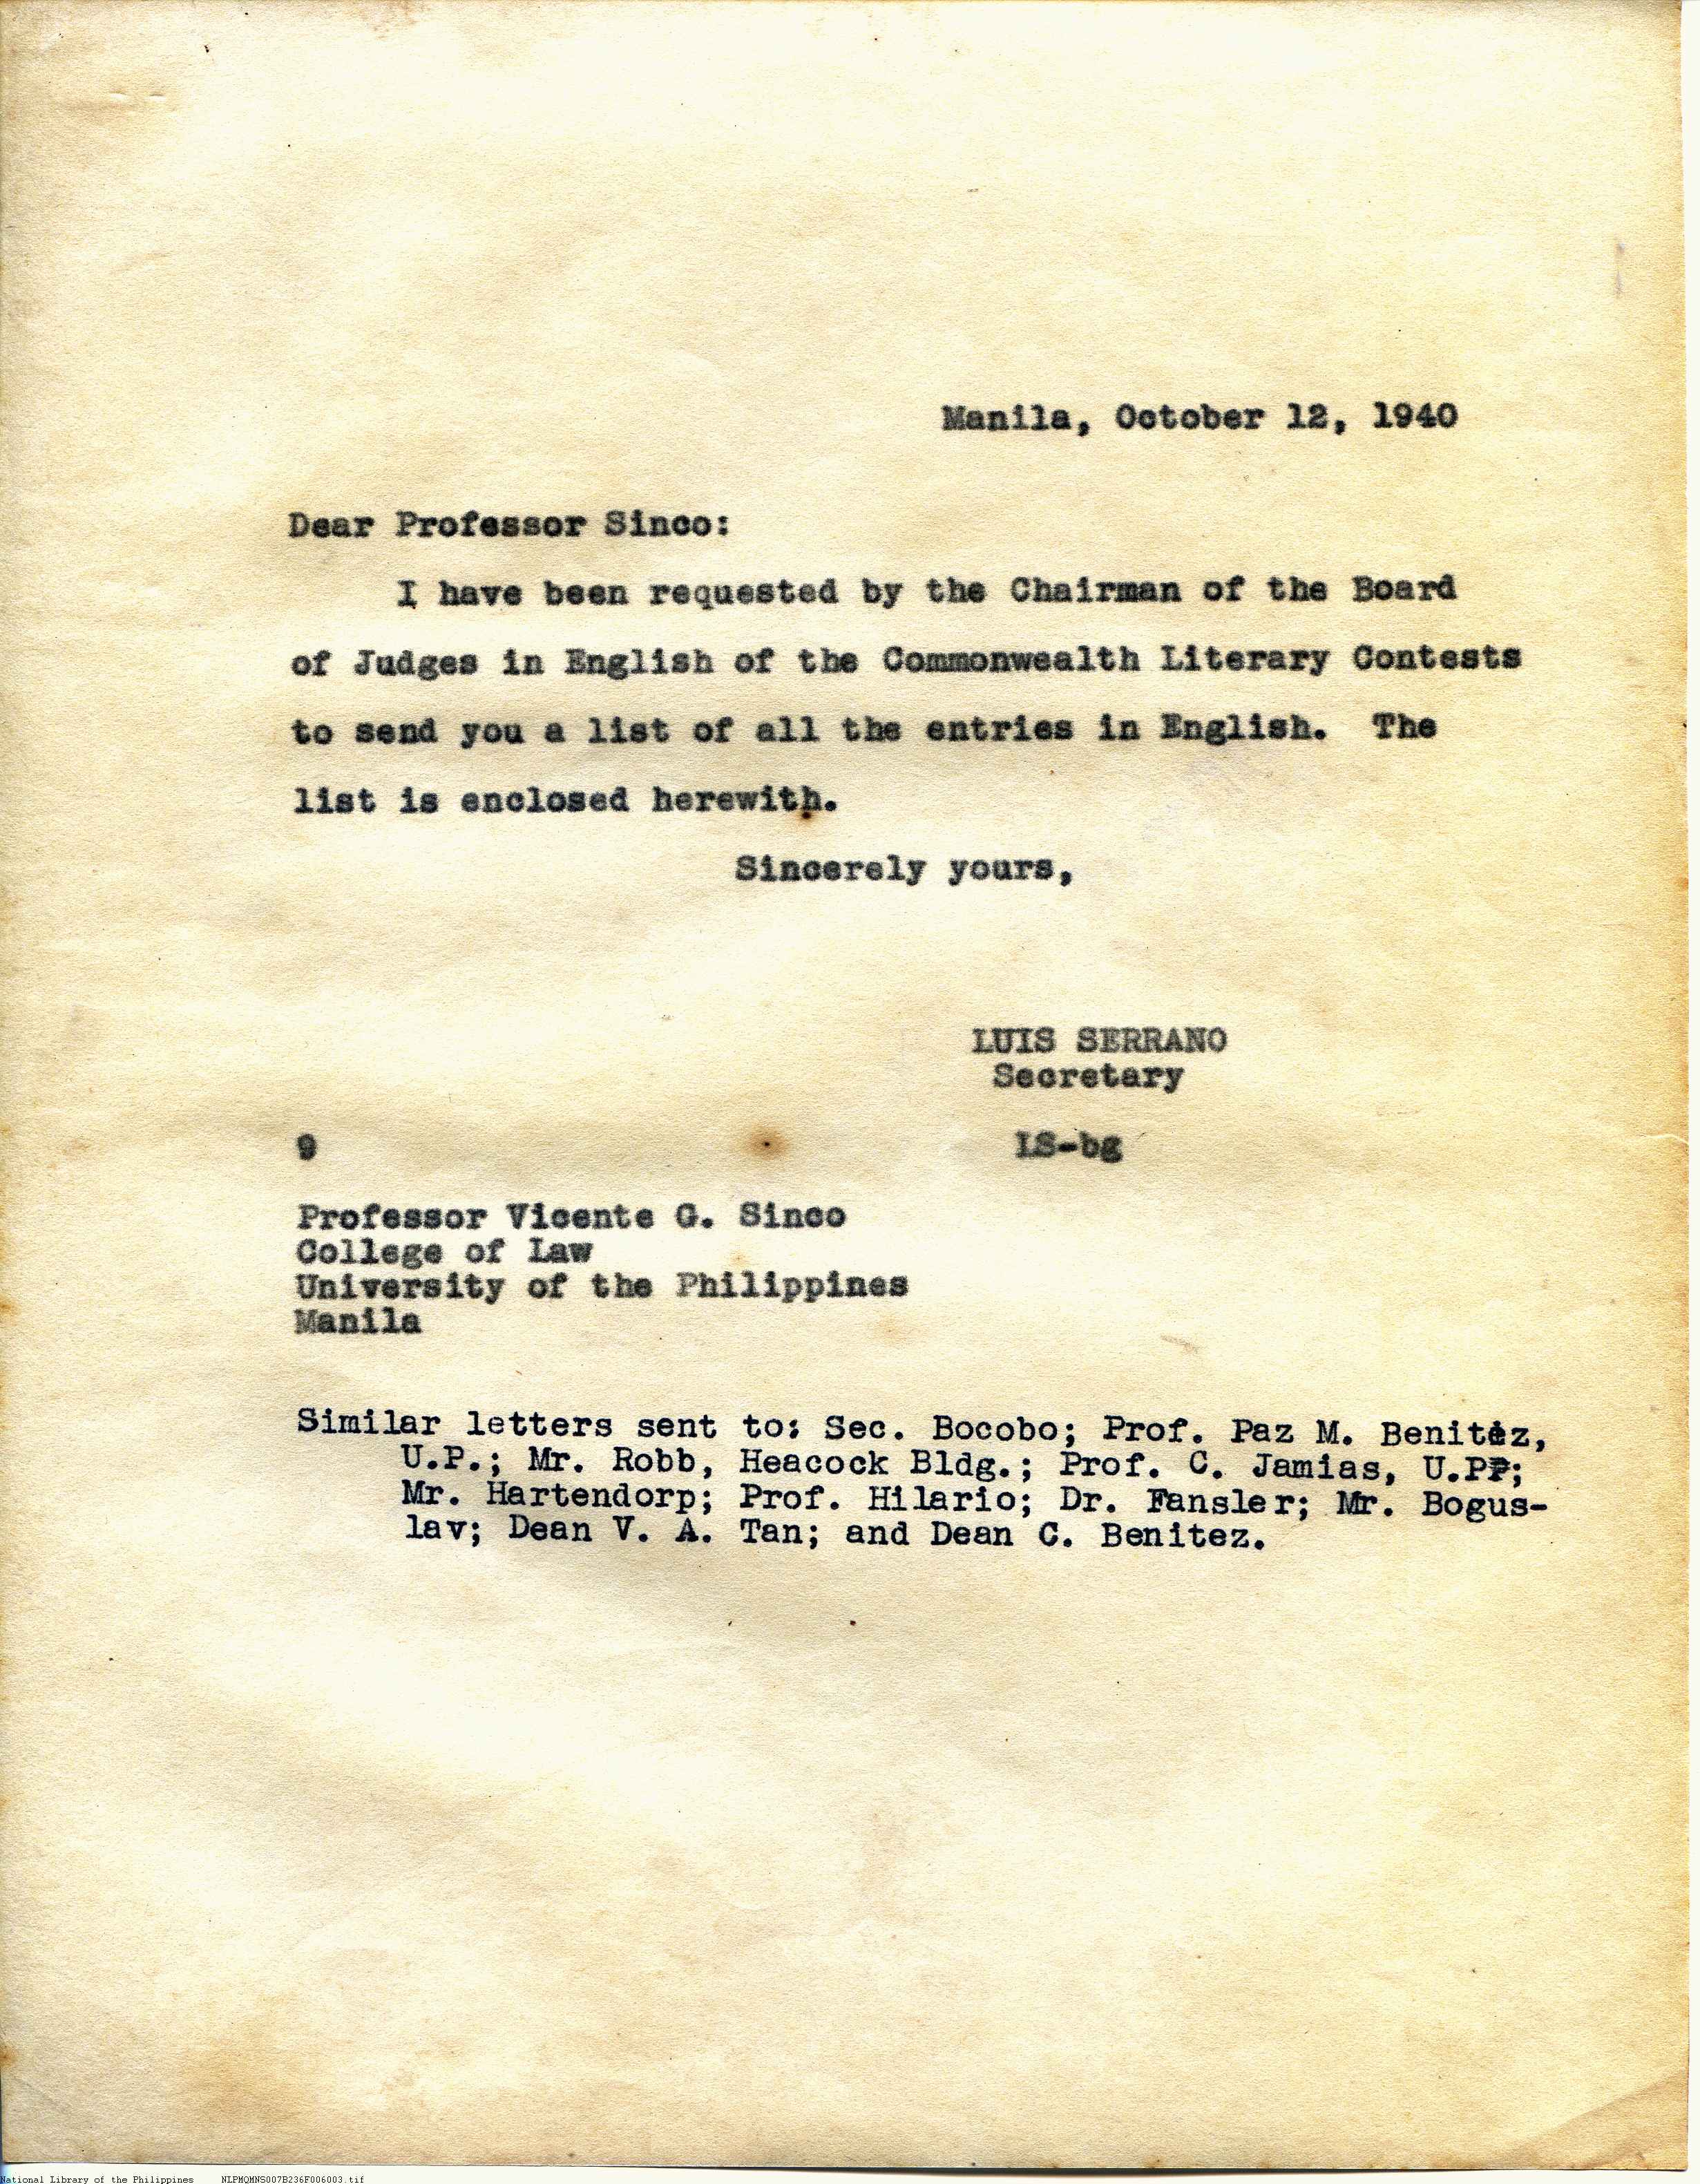 Manila, October 12, 1940
Dear Professor Sinco:
I have been requested by the Chairman of the Board
of Judges in English of the Commonwealth Literary Contests
to send you a list of all the entries in English. The
list is enclosed herewith.
Sincerely yours,
LUIS SERRANO
Secretary
9 LS-bg
Professor Vicente G. Sinco
College of Law
University of the Philippines
Manila
Similar letters sent to: Sec. Bocobo; Prof. Paz M. Benitez,
U.P.; Mr. Robb, Heacock Bldg.; Prof. C. Jamias, U.P.;
Mr. Hartendorp; Prof. Hilario; Dr. Fansler; Mr. Bogus-
lav; Dean V. A. Tan; and Dean C. Benitez.
National Library of the Philippines NLPMQMNS007B236F006003.tif